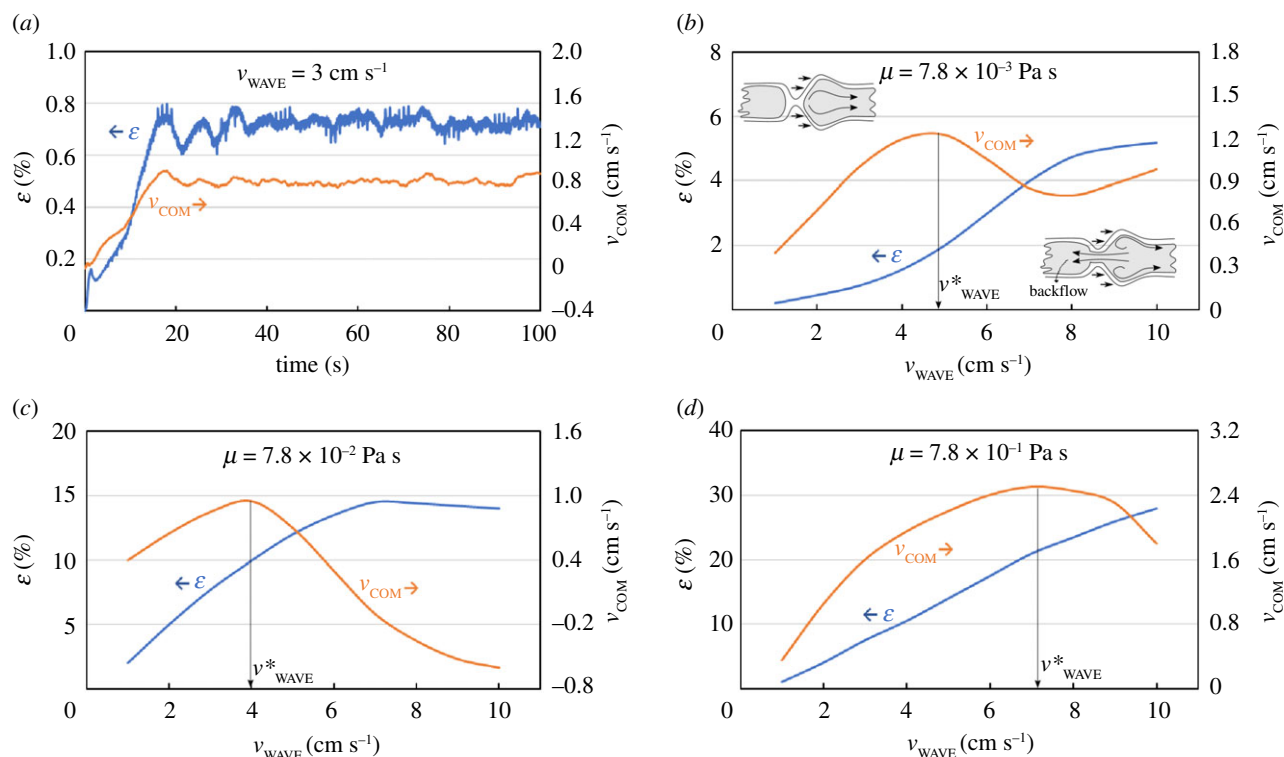 (a)
1.0
0.8
0.6
0.4
0.2
ε (%)
v_WAVE = 3 cm s⁻¹
← ε
v_COM →
2.0
1.6
1.2
0.8
0.4
0
–0.4
v_COM (cm s⁻¹)
0 20 40 60 80 100
time (s)
(b)
8
6
4
2
ε (%)
μ = 7.8 × 10⁻³ Pa s
v_COM →
← ε
v*_WAVE
backflow
1.8
1.5
1.2
0.9
0.6
0.3
0
v_COM (cm s⁻¹)
0 2 4 6 8 10
v_WAVE (cm s⁻¹)
(c)
20
15
10
5
ε (%)
μ = 7.8 × 10⁻² Pa s
← ε
v_COM →
v*_WAVE
1.6
1.0
0.4
–0.2
–0.8
v_COM (cm s⁻¹)
0 2 4 6 8 10
v_WAVE (cm s⁻¹)
(d)
40
30
20
10
ε (%)
μ = 7.8 × 10⁻¹ Pa s
v_COM →
← ε
v*_WAVE
3.2
2.4
1.6
0.8
0
v_COM (cm s⁻¹)
0 2 4 6 8 10
v_WAVE (cm s⁻¹)